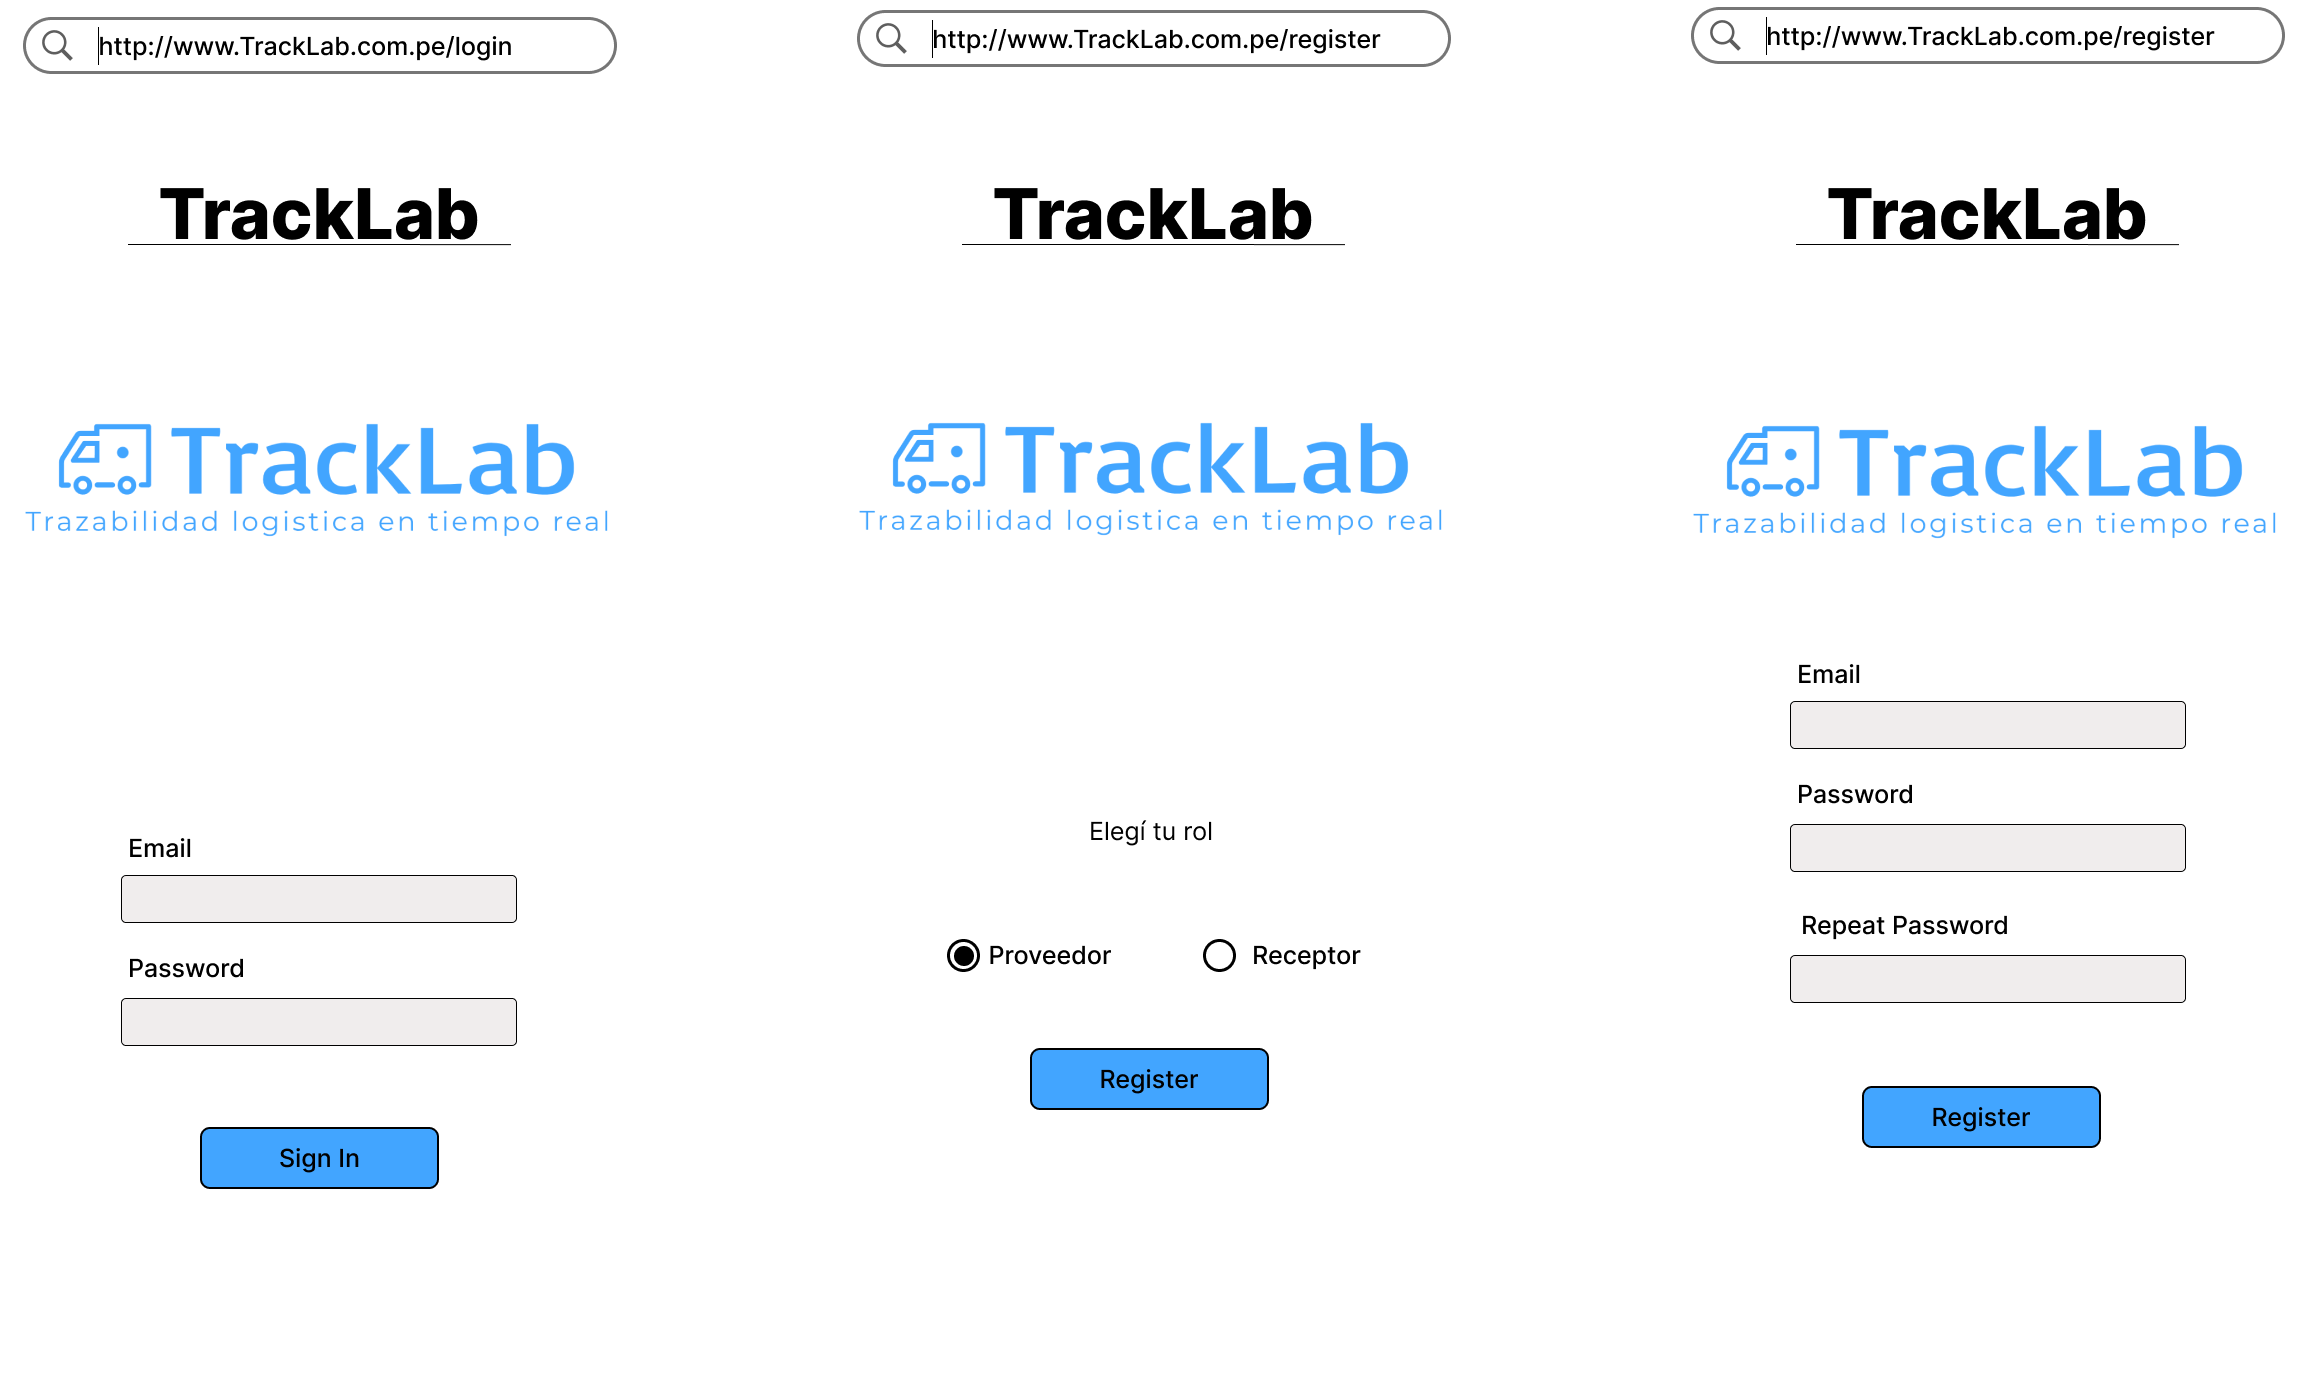 http://www.TrackLab.com.pe/login
TrackLab
TrackLab
Trazabilidad logistica en tiempo real
Email
Password
Sign In
http://www.TrackLab.com.pe/register
TrackLab
TrackLab
Trazabilidad logistica en tiempo real
Elegí tu rol
Proveedor
Receptor
Register
http://www.TrackLab.com.pe/register
TrackLab
TrackLab
Trazabilidad logistica en tiempo real
Email
Password
Repeat Password
Register